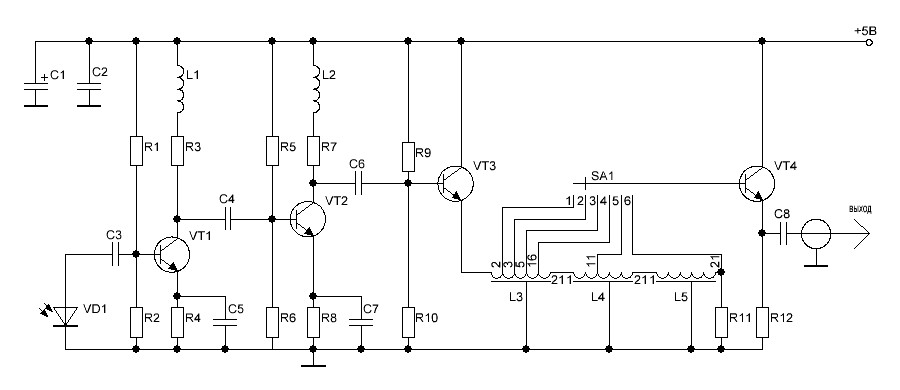 +5В
+ C1
C2
L1
L2
R1
R3
R5
R7
C6
R9
VT3
SA1
VT4
1 2 3 4 5 6
C4
VT2
C8
выход
C3
VT1
2 3 5 16 11 21
211 211
L3 L4 L5
VD1
R2
R4
C5
R6
R8
C7
R10
R11
R12